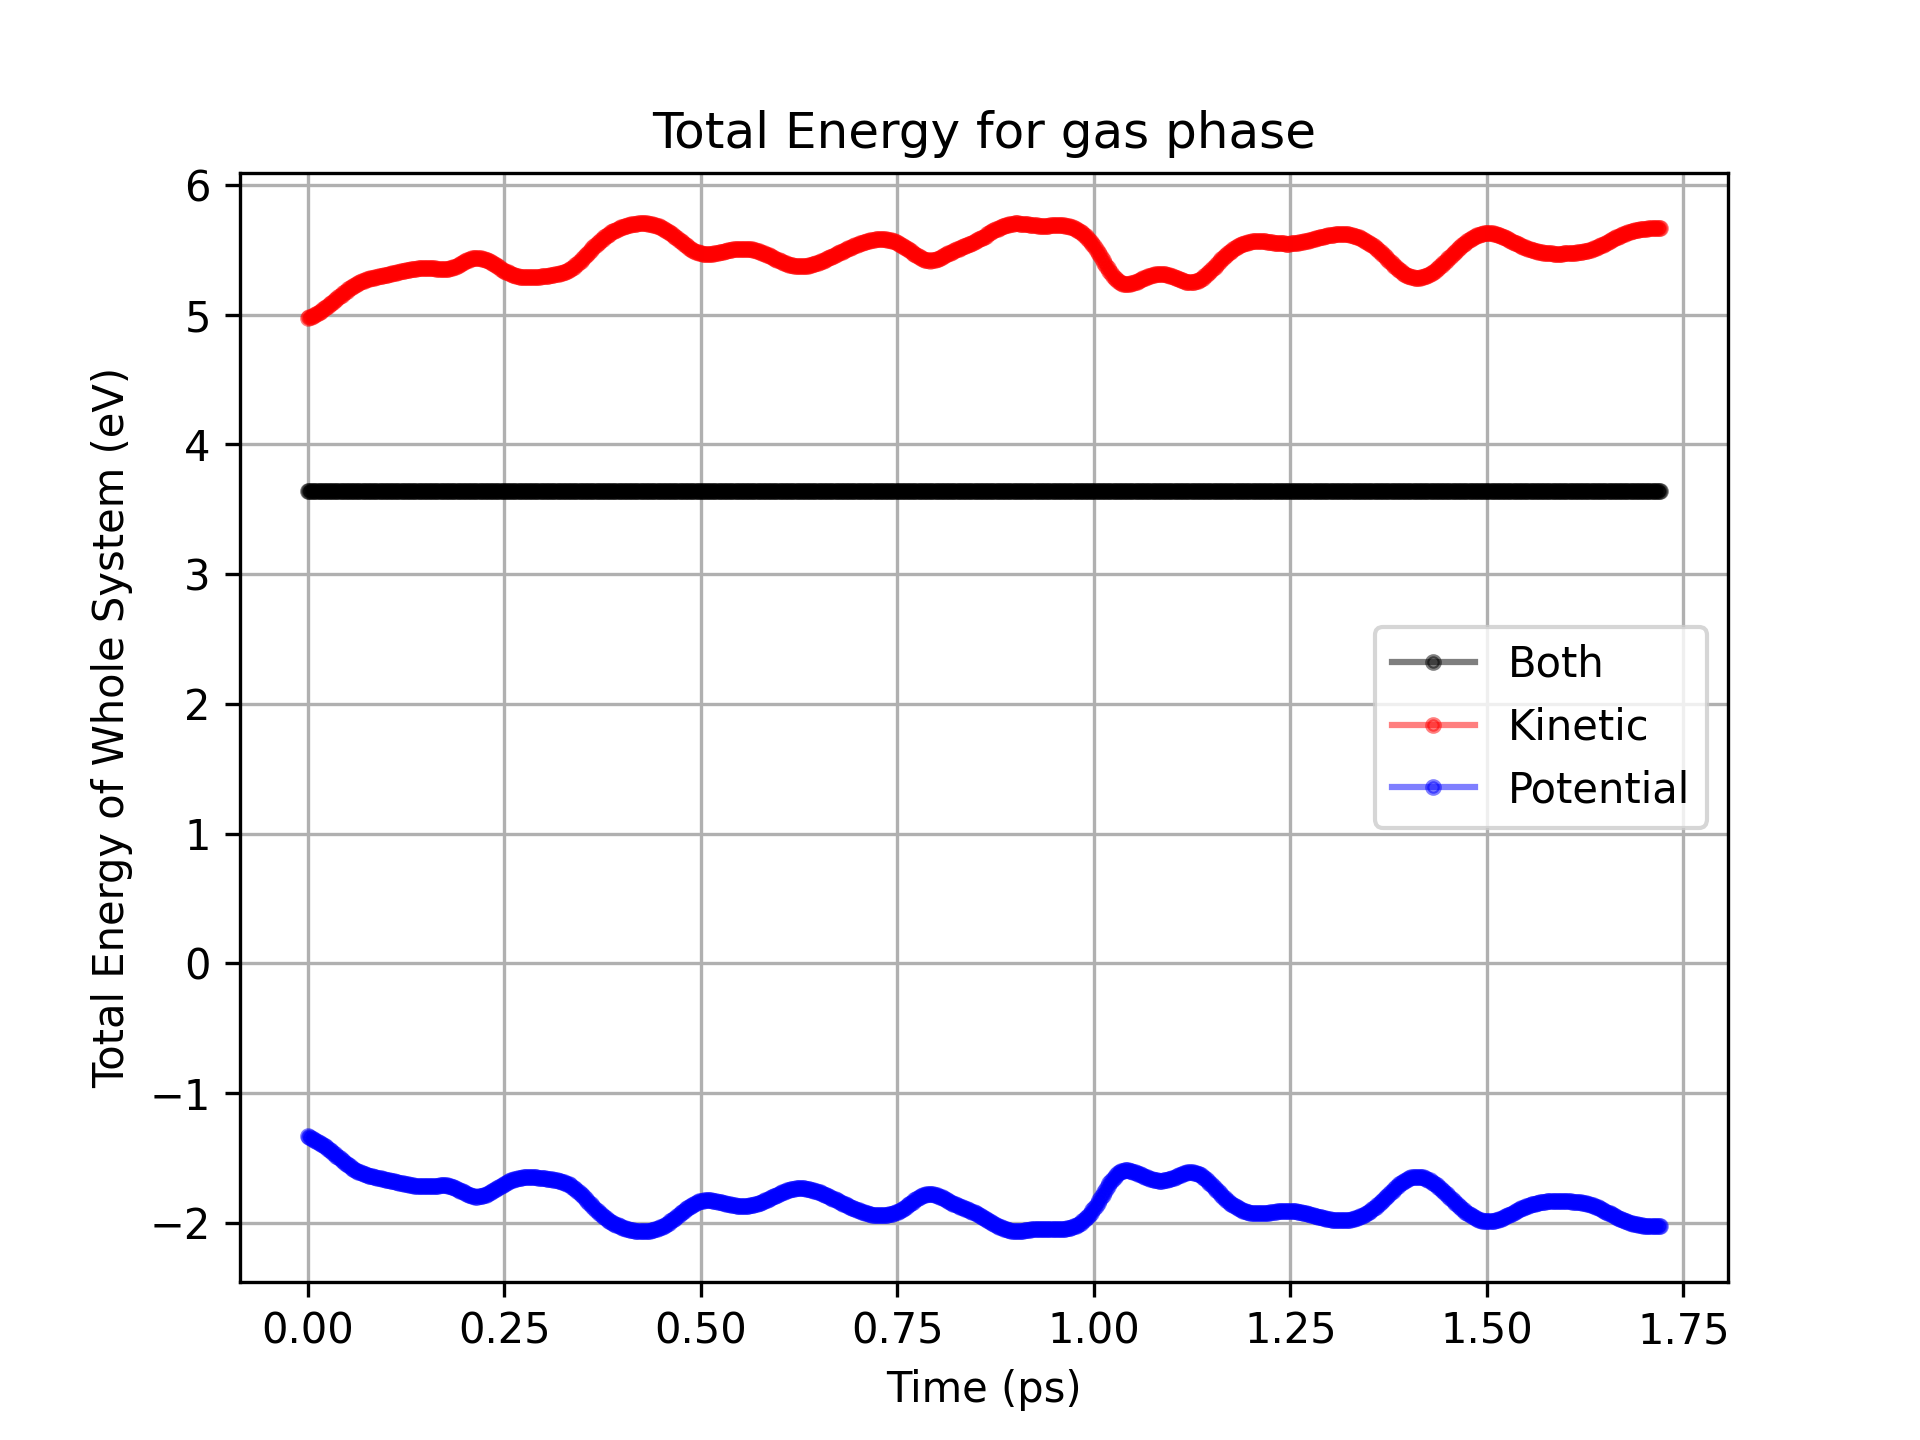 Total Energy for gas phase
Total Energy of Whole System (eV)
6
5
4
3
2
1
0
−1
−2
Both
Kinetic
Potential
0.00 0.25 0.50 0.75 1.00 1.25 1.50 1.75
Time (ps)